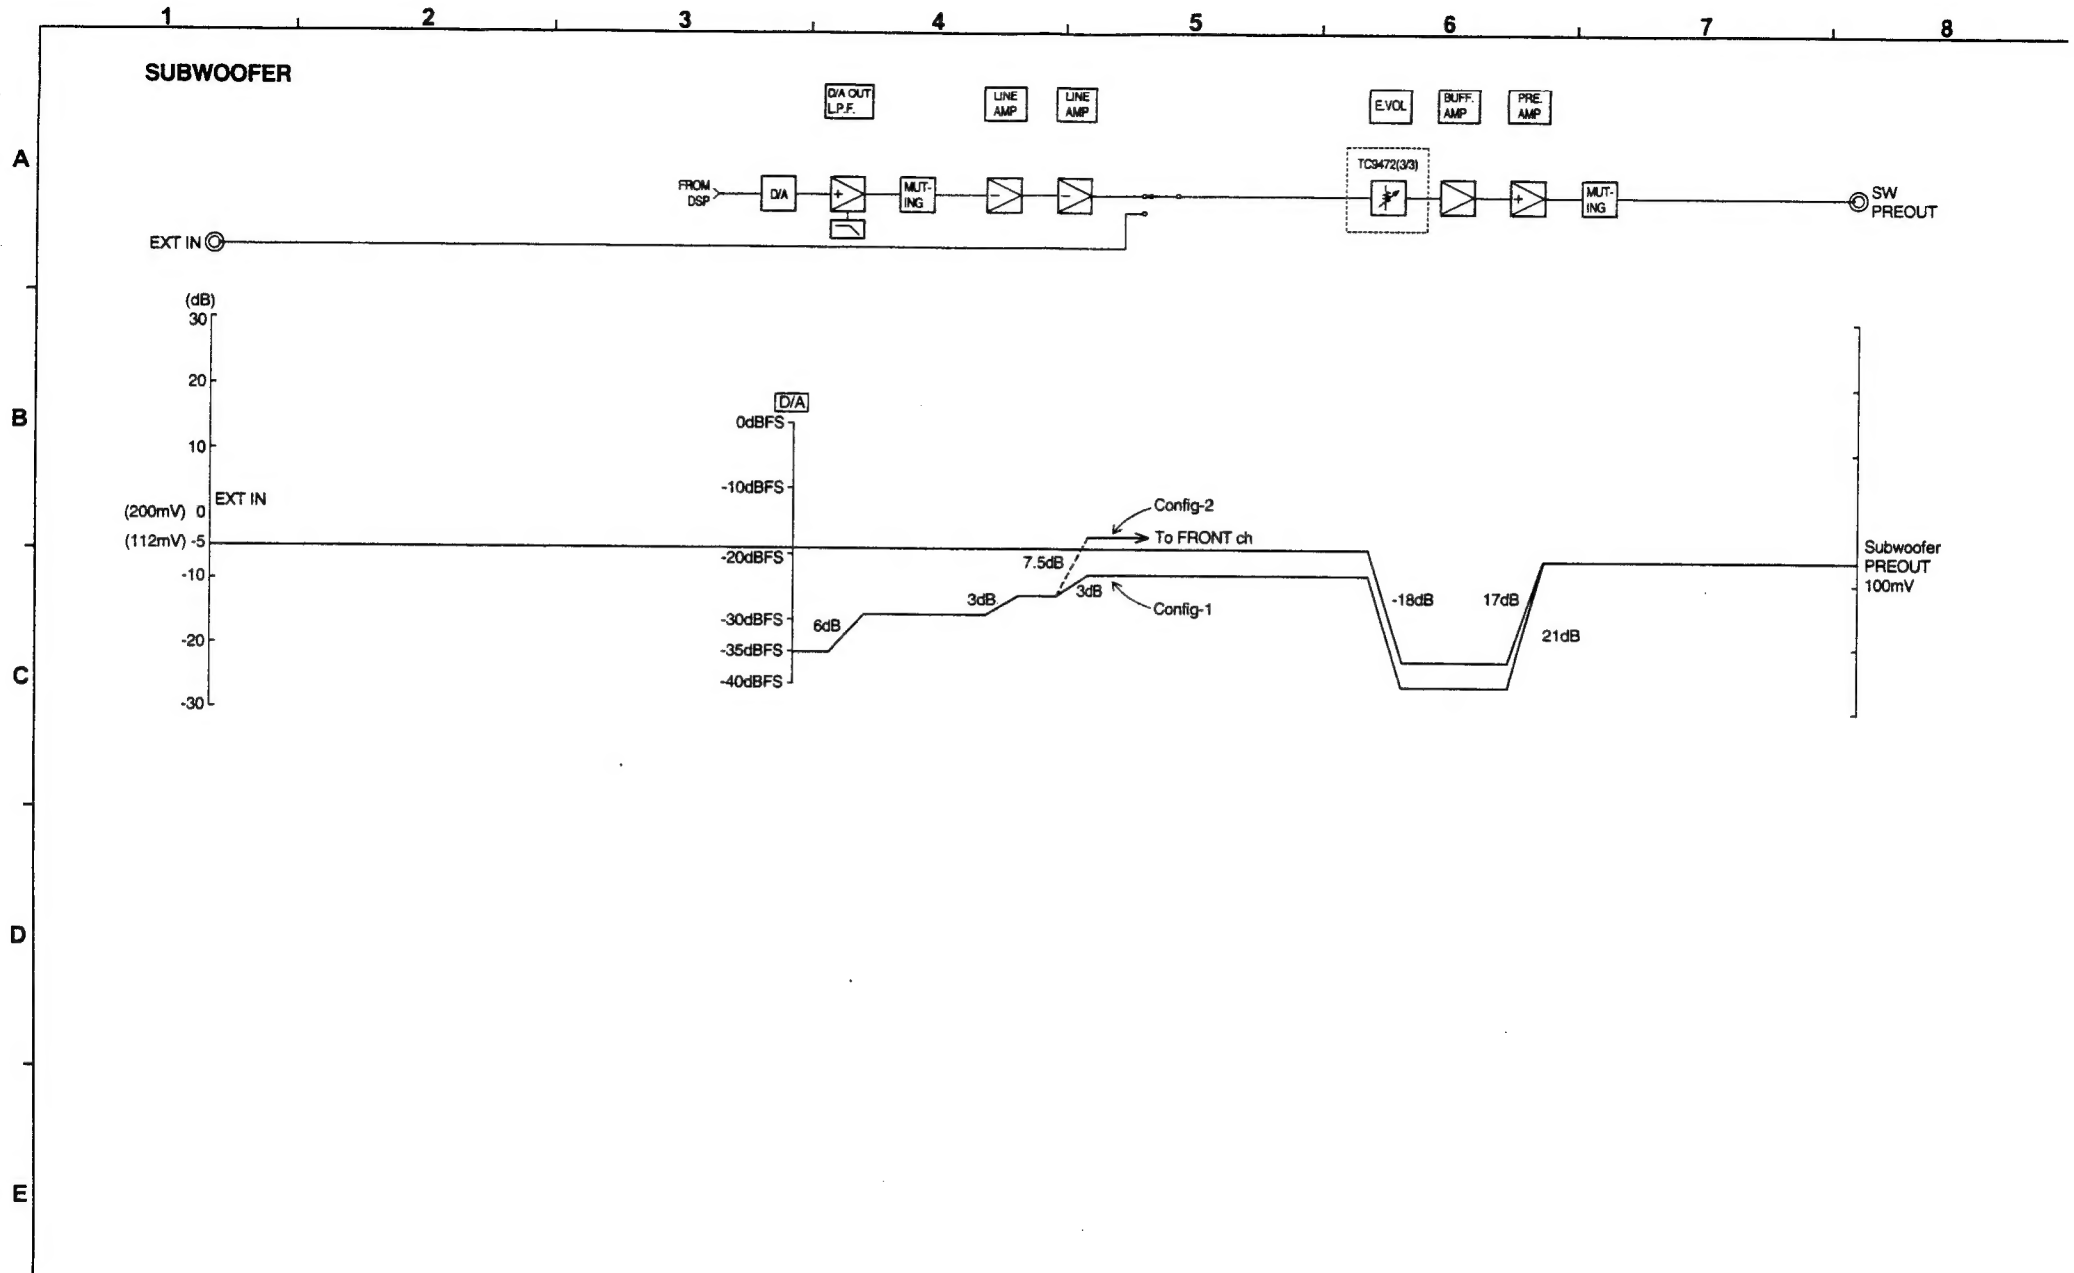 1 2 3 4 5 6 7 8
SUBWOOFER
D/A OUT
L.P.F.
LINE
AMP
LINE
AMP
E.VOL
BUFF.
AMP
PRE.
AMP
A
TC9472(3/3)
FROM
DSP
D/A
+
MUT-
ING
−
−
+
MUT-
ING
SW
PREOUT
EXT IN
(dB)
30
20
10
EXT IN
(200mV) 0
(112mV) -5
-10
-20
-30
B
D/A
0dBFS
-10dBFS
-20dBFS
-30dBFS
-35dBFS
-40dBFS
Config-2
To FRONT ch
7.5dB
3dB
3dB
6dB
Config-1
-18dB
17dB
21dB
Subwoofer
PREOUT
100mV
C
D
E